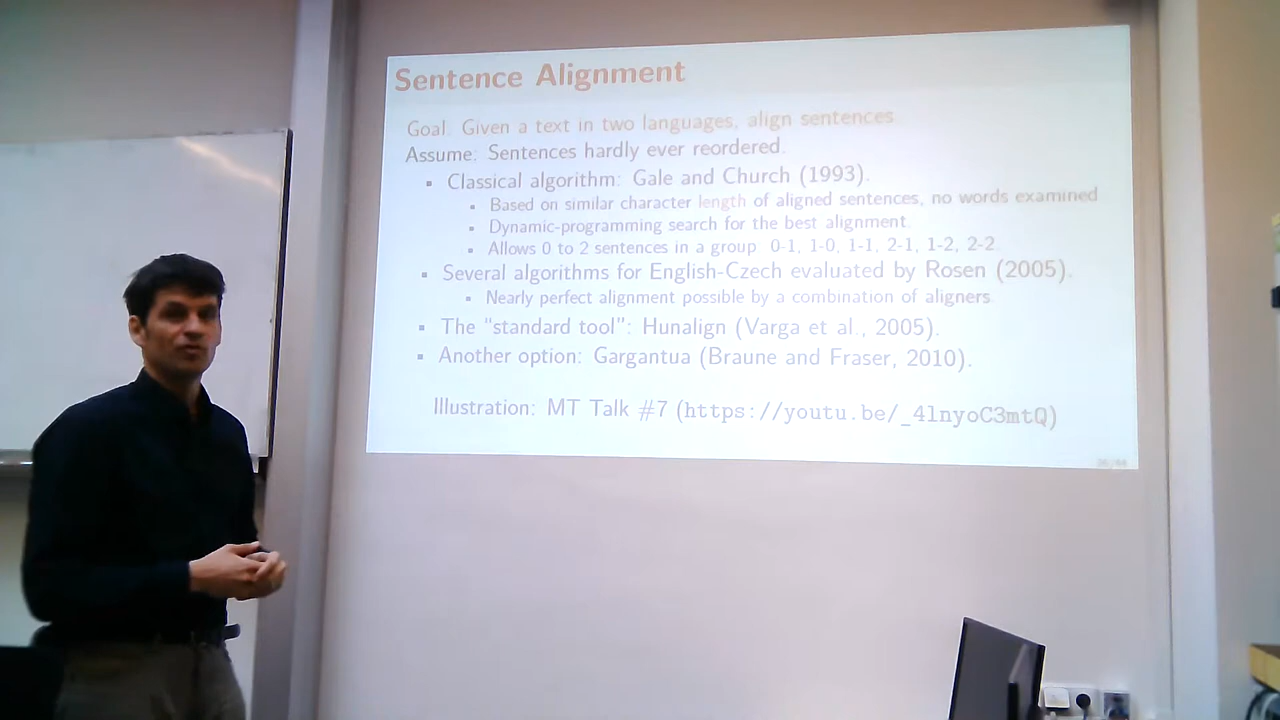 Sentence Alignment
Goal: Given a text in two languages, align sentences.
Assume: Sentences hardly ever reordered.
▪ Classical algorithm: Gale and Church (1993).
▪ Based on similar character length of aligned sentences, no words examined
▪ Dynamic-programming search for the best alignment.
▪ Allows 0 to 2 sentences in a group 0-1, 1-0, 1-1, 2-1, 1-2, 2-2.
▪ Several algorithms for English-Czech evaluated by Rosen (2005).
▪ Nearly perfect alignment possible by a combination of aligners.
▪ The "standard tool": Hunalign (Varga et al., 2005).
▪ Another option: Gargantua (Braune and Fraser, 2010).
Illustration: MT Talk #7 (https://youtu.be/_4lnyoC3mtQ)